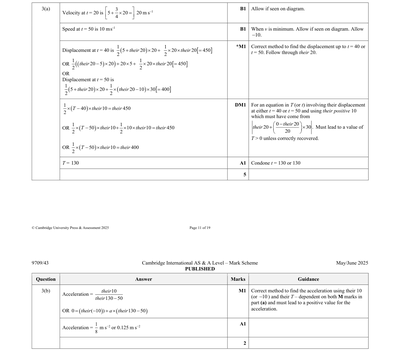 3(a)
Velocity at t = 20 is [5 + 3/4 × 20 =] 20 m s⁻¹
B1
Allow if seen on diagram.
Speed at t = 50 is 10 ms⁻¹
B1
When v is minimum. Allow if seen on diagram. Allow
−10.
Displacement at t = 40 is 1/2(5 + their 20) × 20 + 1/2 × 20 × their 20[= 450]
*M1
Correct method to find the displacement up to t = 40 or
t = 50. Follow through their 20.
OR 1/2((their 20 − 5) × 20) + 20 × 5 + 1/2 × 20 × their 20[= 450]
OR
Displacement at t = 50 is
1/2(5 + their 20) × 20 + 1/2 × (their 20 − 10) × 30[= 400]
1/2 × (T − 40) × their 10 = their 450
DM1
For an equation in T (or t) involving their displacement
at either t = 40 or t = 50 and using their positive 10
which must have come from
OR 1/2 × (T − 50) × their 10 + 1/2 × 10 × their 10 = their 450
|their 20 + (0 − their 20)/20 × 30|. Must lead to a value of
T > 0 unless correctly recovered.
OR 1/2 × (T − 50) × their 10 = their 400
T = 130
A1
Condone t = 130 or 130
5
© Cambridge University Press & Assessment 2025
Page 11 of 19
9709/43
Cambridge International AS & A Level – Mark Scheme
May/June 2025
PUBLISHED
Question
Answer
Marks
Guidance
3(b)
Acceleration = their 10/(their 130 − 50)
M1
Correct method to find the acceleration using their 10
(or −10) and their T – dependent on both M marks in
part (a) and must lead to a positive value for the
acceleration.
OR 0 = (their(−10)) + a × (their 130 − 50)
Acceleration = 1/8 m s⁻² or 0.125 m s⁻²
A1
2